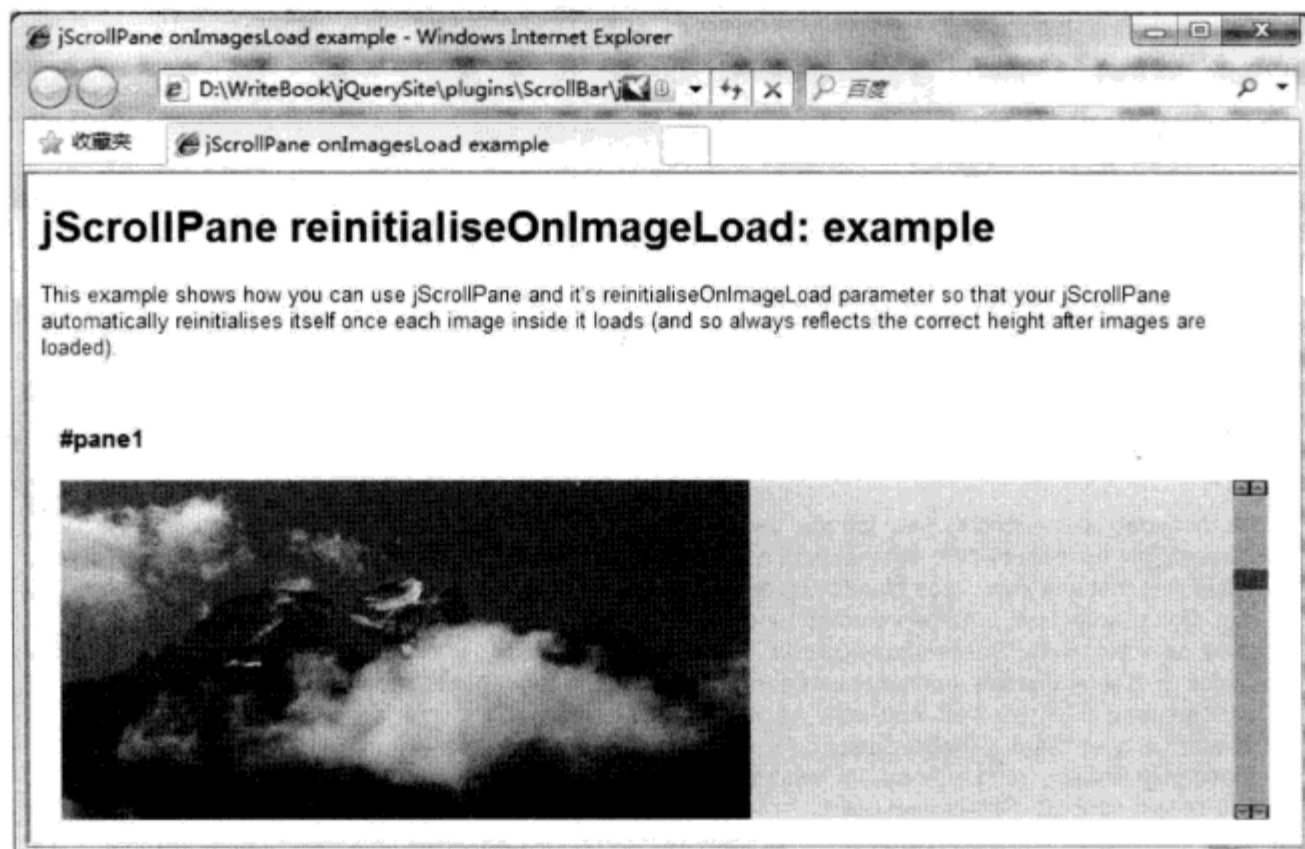 jScrollPane onImagesLoad example - Windows Internet Explorer
D:\WriteBook\jQuerySite\plugins\ScrollBar\j
百度
收藏夹
jScrollPane onImagesLoad example
jScrollPane reinitialiseOnImageLoad: example
This example shows how you can use jScrollPane and it's reinitialiseOnImageLoad parameter so that your jScrollPane
automatically reinitialises itself once each image inside it loads (and so always reflects the correct height after images are
loaded).
#pane1